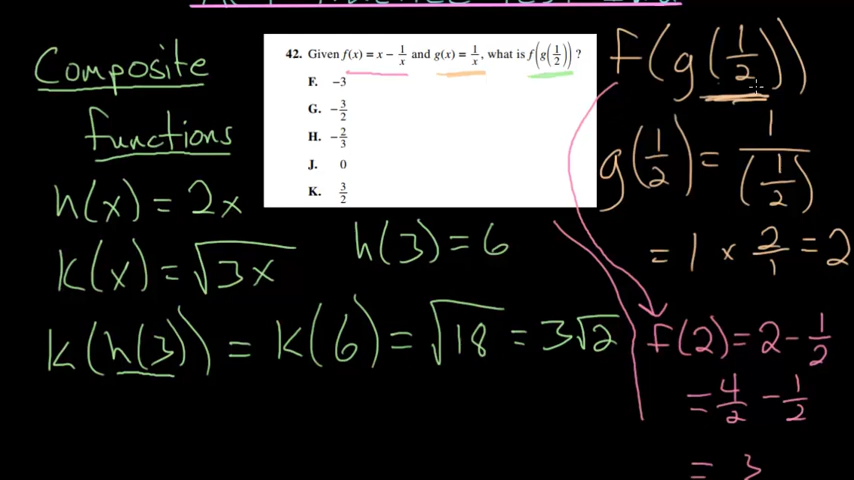 Composite
functions
h(x) = 2x
k(x) = √3x
h(3) = 6
k(h(3)) = k(6) = √18 = 3√2
42. Given f(x) = x − 1/x and g(x) = 1/x, what is f(g(1/2)) ?
F. −3
G. −3/2
H. −2/3
J. 0
K. 3/2
f(g(1/2))
g(1/2) = 1/(1/2)
= 1 × 2/1 = 2
f(2) = 2 − 1/2
= 4/2 − 1/2
= 3